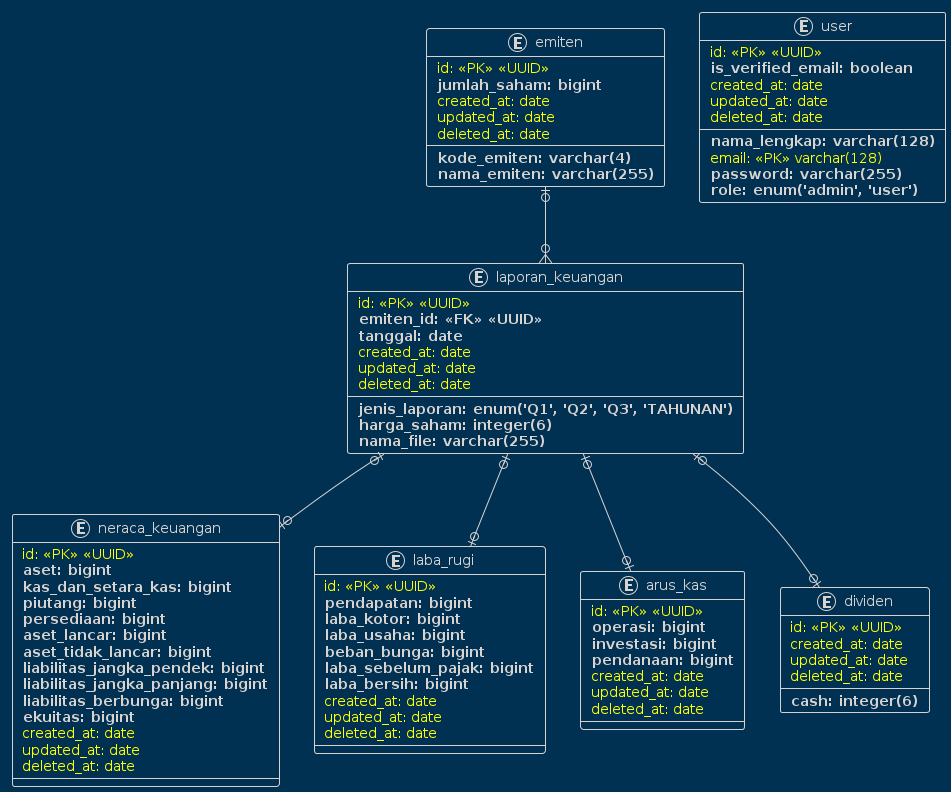 E emiten
id: «PK» «UUID»
jumlah_saham: bigint
created_at: date
updated_at: date
deleted_at: date
kode_emiten: varchar(4)
nama_emiten: varchar(255)
E user
id: «PK» «UUID»
is_verified_email: boolean
created_at: date
updated_at: date
deleted_at: date
nama_lengkap: varchar(128)
email: «PK» varchar(128)
password: varchar(255)
role: enum('admin', 'user')
E laporan_keuangan
id: «PK» «UUID»
emiten_id: «FK» «UUID»
tanggal: date
created_at: date
updated_at: date
deleted_at: date
jenis_laporan: enum('Q1', 'Q2', 'Q3', 'TAHUNAN')
harga_saham: integer(6)
nama_file: varchar(255)
E neraca_keuangan
id: «PK» «UUID»
aset: bigint
kas_dan_setara_kas: bigint
piutang: bigint
persediaan: bigint
aset_lancar: bigint
aset_tidak_lancar: bigint
liabilitas_jangka_pendek: bigint
liabilitas_jangka_panjang: bigint
liabilitas_berbunga: bigint
ekuitas: bigint
created_at: date
updated_at: date
deleted_at: date
E laba_rugi
id: «PK» «UUID»
pendapatan: bigint
laba_kotor: bigint
laba_usaha: bigint
beban_bunga: bigint
laba_sebelum_pajak: bigint
laba_bersih: bigint
created_at: date
updated_at: date
deleted_at: date
E arus_kas
id: «PK» «UUID»
operasi: bigint
investasi: bigint
pendanaan: bigint
created_at: date
updated_at: date
deleted_at: date
E dividen
id: «PK» «UUID»
created_at: date
updated_at: date
deleted_at: date
cash: integer(6)